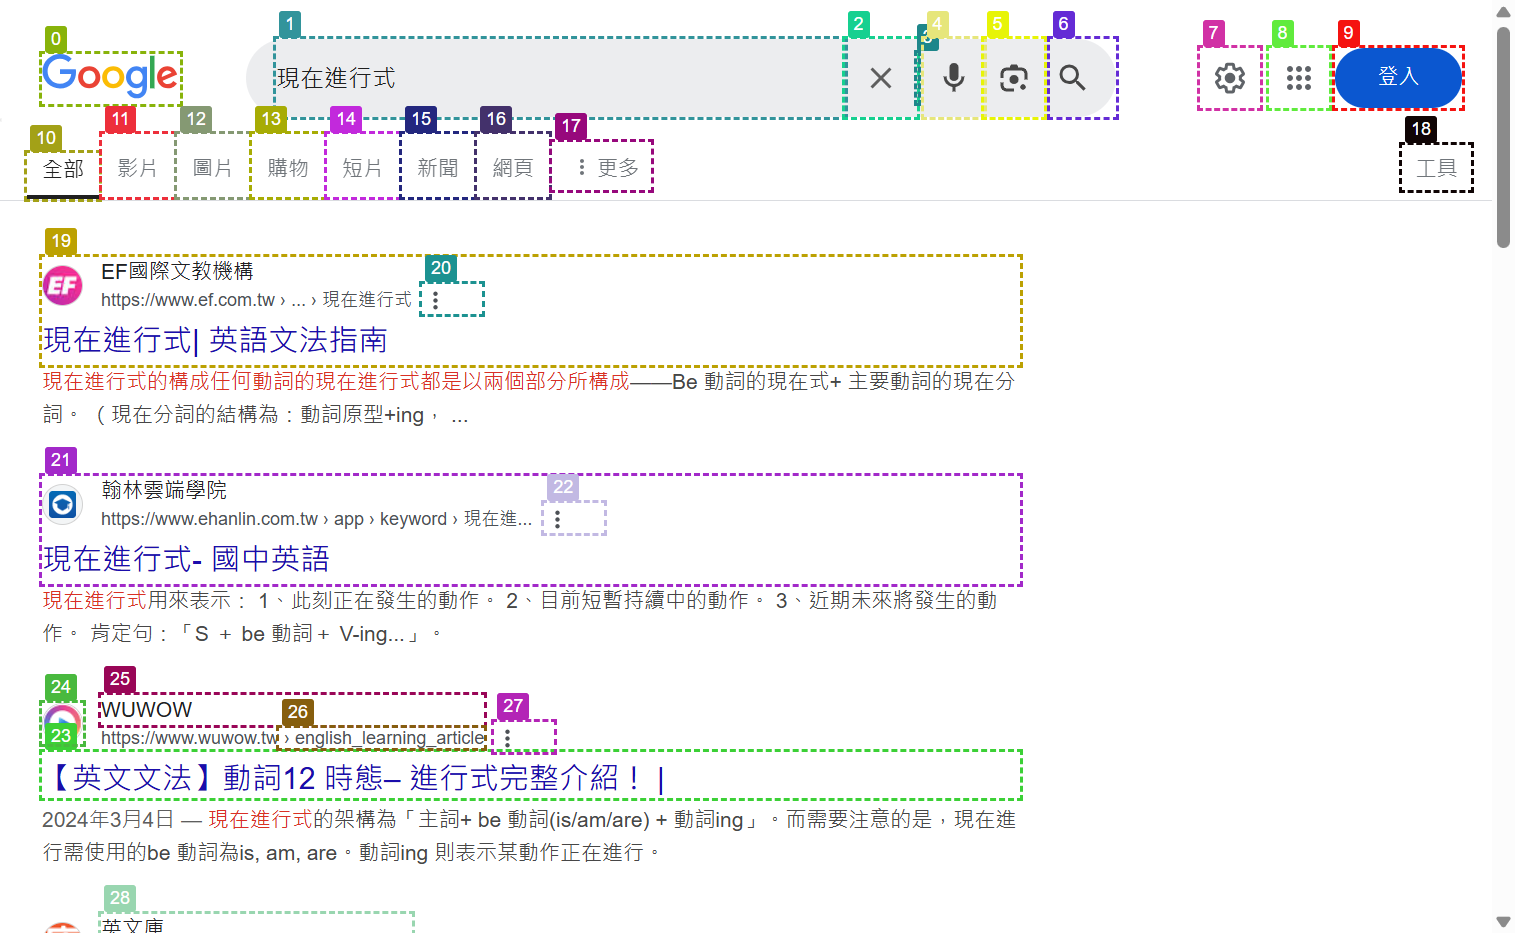 Google
現在進行式
登入
全部
影片
圖片
購物
短片
新聞
網頁
更多
工具
EF國際文教機構
https://www.ef.com.tw › ... › 現在進行式
現在進行式| 英語文法指南
現在進行式的構成任何動詞的現在進行式都是以兩個部分所構成——Be 動詞的現在式+ 主要動詞的現在分
詞。 （現在分詞的結構為：動詞原型+ing， ...
翰林雲端學院
https://www.ehanlin.com.tw › app › keyword › 現在進...
現在進行式- 國中英語
現在進行式用來表示： 1、此刻正在發生的動作。 2、目前短暫持續中的動作。 3、近期未來將發生的動
作。 肯定句：「S ＋ be 動詞＋ V-ing...」。
WUWOW
https://www.wuwow.tw › english_learning_article
【英文文法】動詞12 時態– 進行式完整介紹！ |
2024年3月4日 — 現在進行式的架構為「主詞+ be 動詞(is/am/are) + 動詞ing」。而需要注意的是，現在進
行需使用的be 動詞為is, am, are。動詞ing 則表示某動作正在進行。
英文庫
0
1
2
4
5
6
7
8
9
10
11
12
13
14
15
16
17
18
19
20
21
22
23
24
25
26
27
28